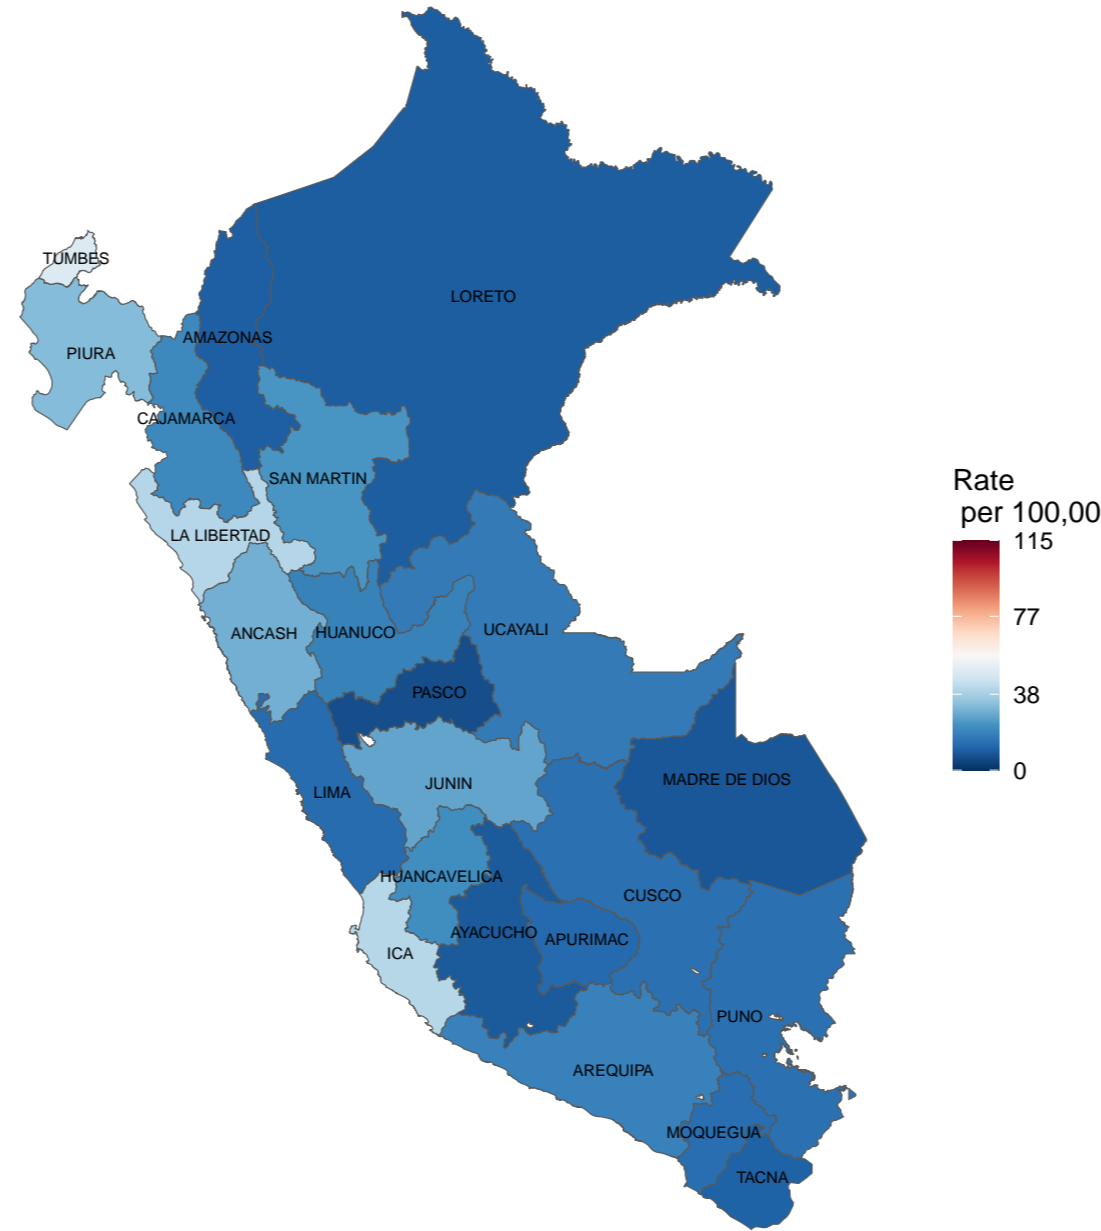 TUMBES
LORETO
AMAZONAS
PIURA
CAJAMARCA
SAN MARTIN
Rate
per 100,00
LA LIBERTAD
115
77
ANCASH
HUANUCO
UCAYALI
38
PASCO
0
MADRE DE DIOS
JUNIN
LIMA
HUANCAVELICA
CUSCO
AYACUCHO
APURIMAC
ICA
PUNO
AREQUIPA
MOQUEGUA
TACNA